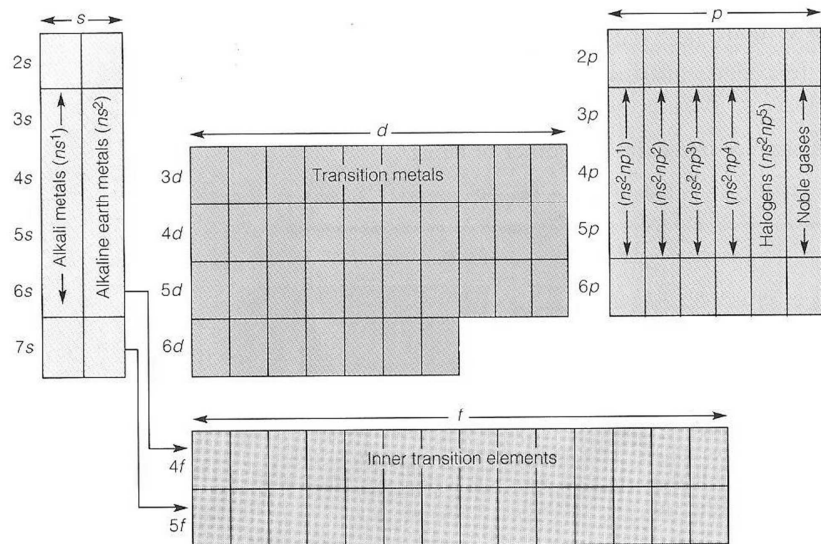 s
2s
3s
4s
5s
6s
7s
Alkali metals (ns¹)
Alkaline earth metals (ns²)
d
3d
4d
5d
6d
Transition metals
p
2p
3p
4p
5p
6p
(ns²np¹)
(ns²np²)
(ns²np³)
(ns²np⁴)
Halogens (ns²np⁵)
Noble gases
f
4f
5f
Inner transition elements